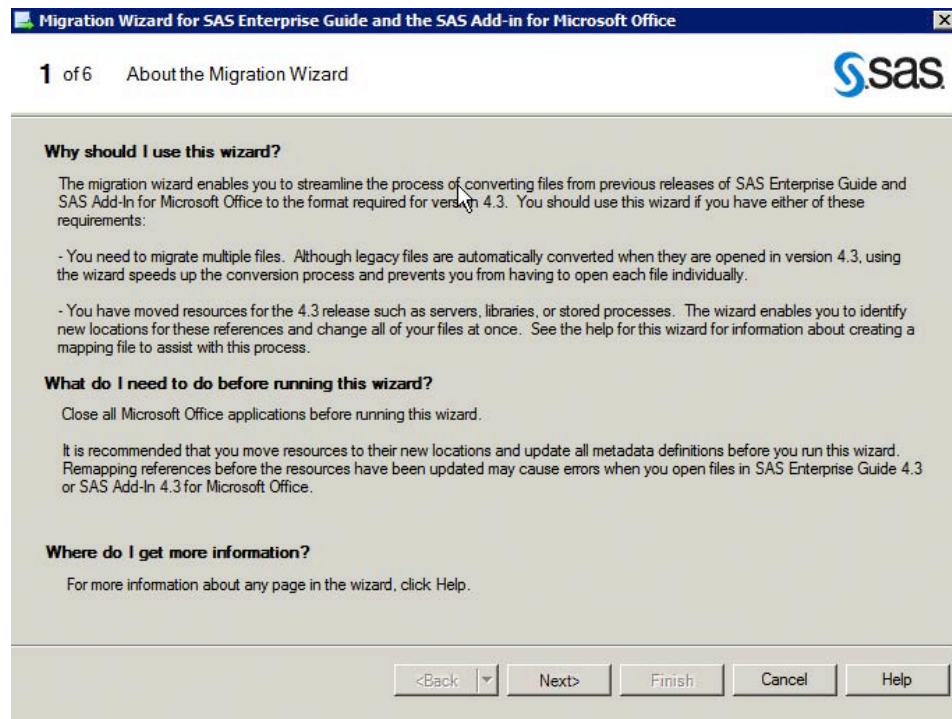 Migration Wizard for SAS Enterprise Guide and the SAS Add-in for Microsoft Office
1 of 6 About the Migration Wizard
sas
Why should I use this wizard?
The migration wizard enables you to streamline the process of converting files from previous releases of SAS Enterprise Guide and
SAS Add-In for Microsoft Office to the format required for version 4.3. You should use this wizard if you have either of these
requirements:
- You need to migrate multiple files. Although legacy files are automatically converted when they are opened in version 4.3, using
the wizard speeds up the conversion process and prevents you from having to open each file individually.
- You have moved resources for the 4.3 release such as servers, libraries, or stored processes. The wizard enables you to identify
new locations for these references and change all of your files at once. See the help for this wizard for information about creating a
mapping file to assist with this process.
What do I need to do before running this wizard?
Close all Microsoft Office applications before running this wizard.
It is recommended that you move resources to their new locations and update all metadata definitions before you run this wizard.
Remapping references before the resources have been updated may cause errors when you open files in SAS Enterprise Guide 4.3
or SAS Add-In 4.3 for Microsoft Office.
Where do I get more information?
For more information about any page in the wizard, click Help.
<Back Next> Finish Cancel Help